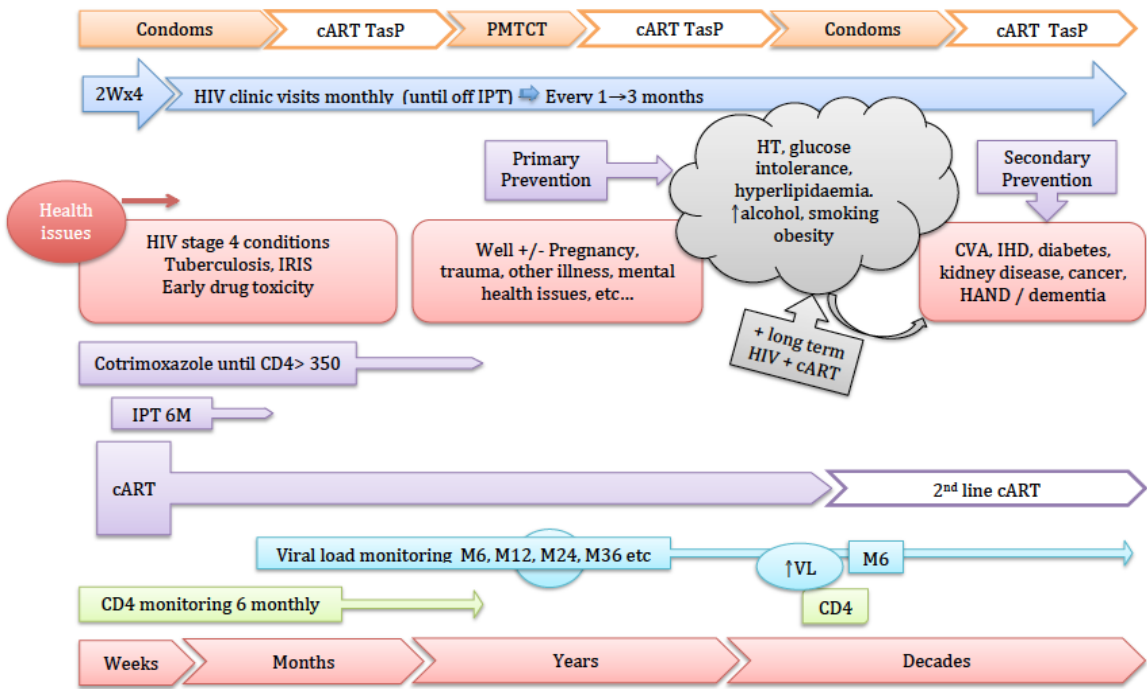 Condoms
cART TasP
PMTCT
cART TasP
Condoms
cART TasP
2Wx4
HIV clinic visits monthly (until off IPT) ➡ Every 1→3 months
Primary
Prevention
HT, glucose
intolerance,
hyperlipidaemia.
↑alcohol, smoking
obesity
Secondary
Prevention
Health
issues
HIV stage 4 conditions
Tuberculosis, IRIS
Early drug toxicity
Well +/- Pregnancy,
trauma, other illness, mental
health issues, etc...
CVA, IHD, diabetes,
kidney disease, cancer,
HAND / dementia
+ long term
HIV + cART
Cotrimoxazole until CD4> 350
IPT 6M
cART
2nd line cART
Viral load monitoring M6, M12, M24, M36 etc
↑VL
M6
CD4 monitoring 6 monthly
CD4
Weeks
Months
Years
Decades